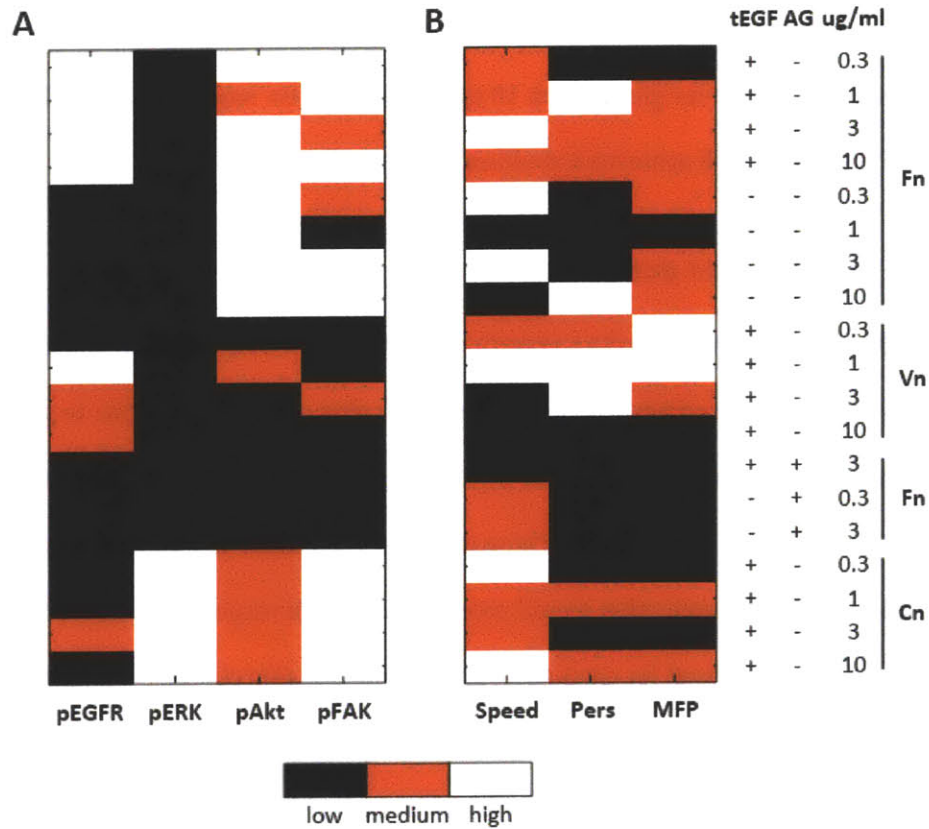 A
B
tEGF AG ug/ml
+ - 0.3
+ - 1
+ - 3
+ - 10
- - 0.3
- - 1
- - 3
- - 10
Fn
+ - 0.3
+ - 1
+ - 3
+ - 10
Vn
+ + 3
- + 0.3
- + 3
Fn
+ - 0.3
+ - 1
+ - 3
+ - 10
Cn
pEGFR pERK pAkt pFAK
Speed Pers MFP
low medium high